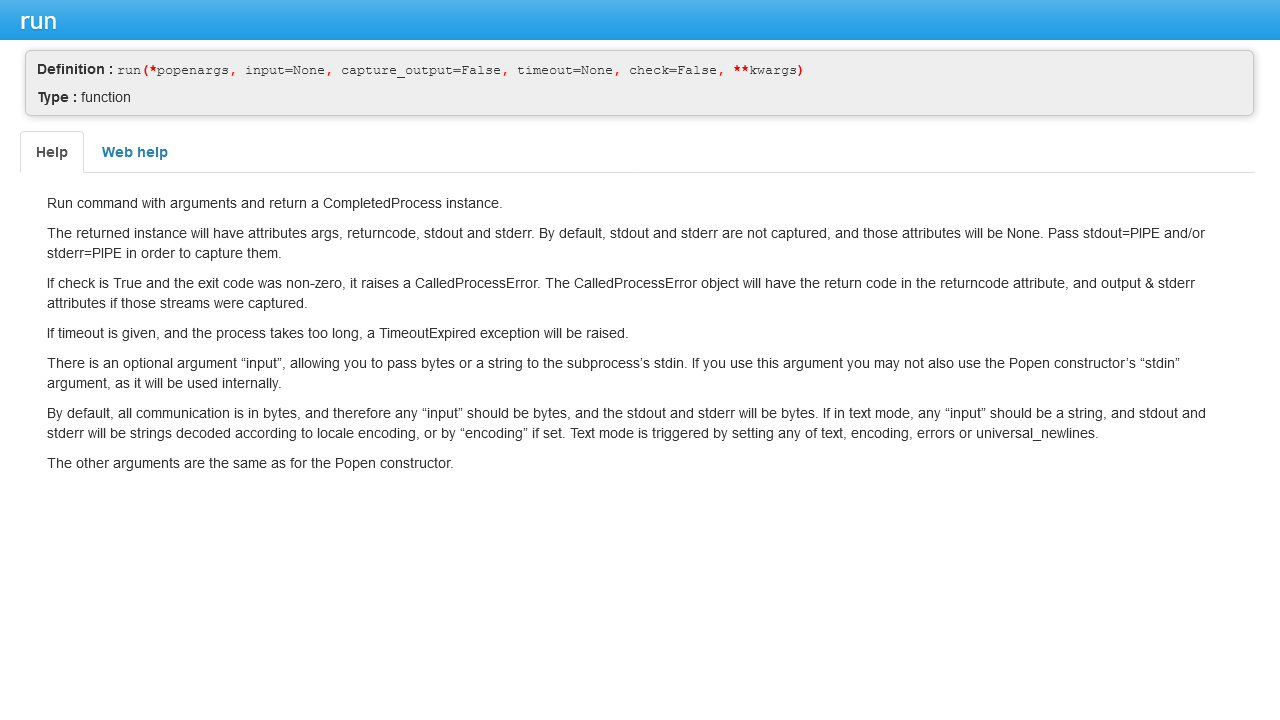 run
Definition : run(*popenargs, input=None, capture_output=False, timeout=None, check=False, **kwargs)
Type : function
Help Web help
Run command with arguments and return a CompletedProcess instance.
The returned instance will have attributes args, returncode, stdout and stderr. By default, stdout and stderr are not captured, and those attributes will be None. Pass stdout=PIPE and/or
stderr=PIPE in order to capture them.
If check is True and the exit code was non-zero, it raises a CalledProcessError. The CalledProcessError object will have the return code in the returncode attribute, and output & stderr
attributes if those streams were captured.
If timeout is given, and the process takes too long, a TimeoutExpired exception will be raised.
There is an optional argument “input”, allowing you to pass bytes or a string to the subprocess’s stdin. If you use this argument you may not also use the Popen constructor’s “stdin”
argument, as it will be used internally.
By default, all communication is in bytes, and therefore any “input” should be bytes, and the stdout and stderr will be bytes. If in text mode, any “input” should be a string, and stdout and
stderr will be strings decoded according to locale encoding, or by “encoding” if set. Text mode is triggered by setting any of text, encoding, errors or universal_newlines.
The other arguments are the same as for the Popen constructor.